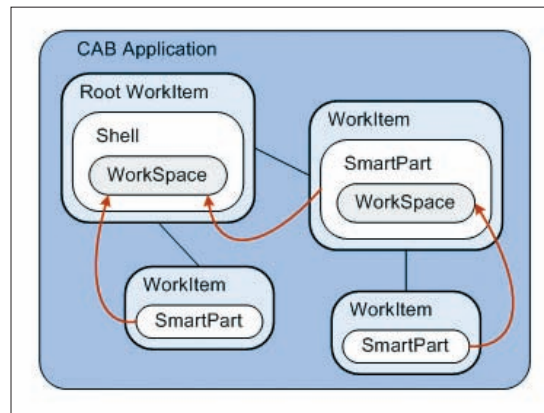 CAB Application
Root WorkItem
Shell
WorkSpace
WorkItem
SmartPart
WorkSpace
WorkItem
SmartPart
WorkItem
SmartPart